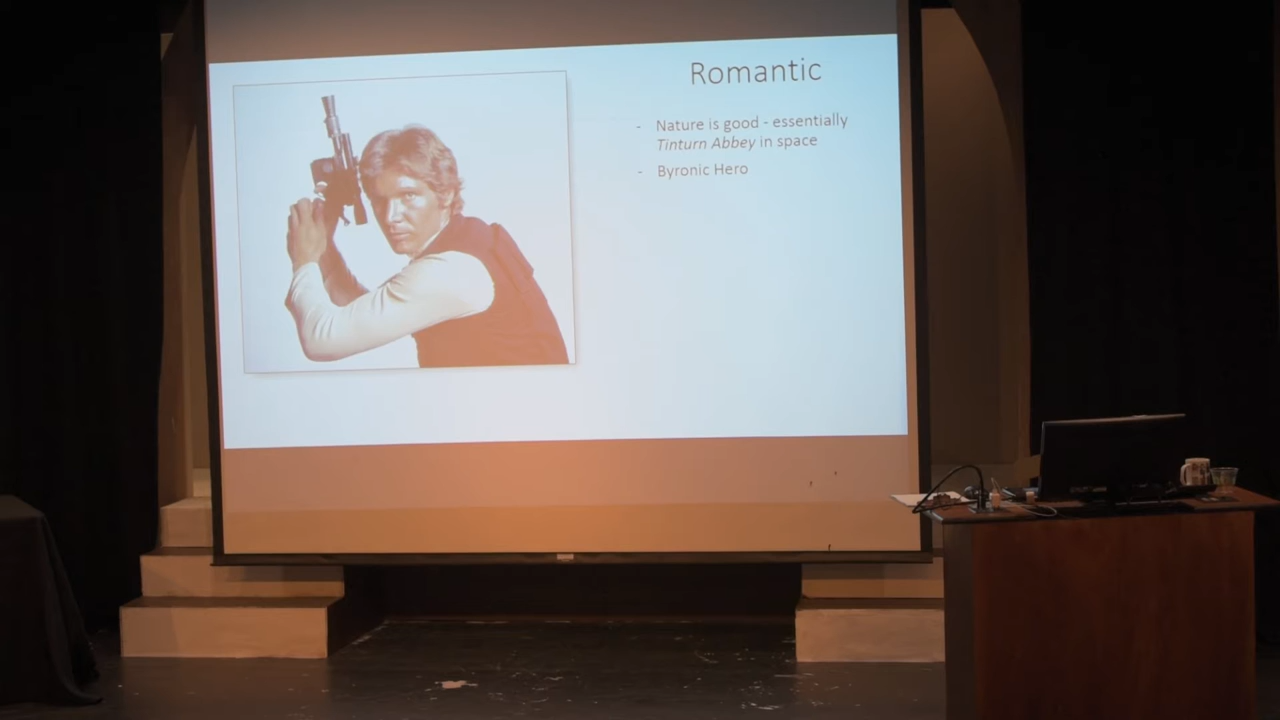 Romantic
- Nature is good - essentially
Tinturn Abbey in space
- Byronic Hero